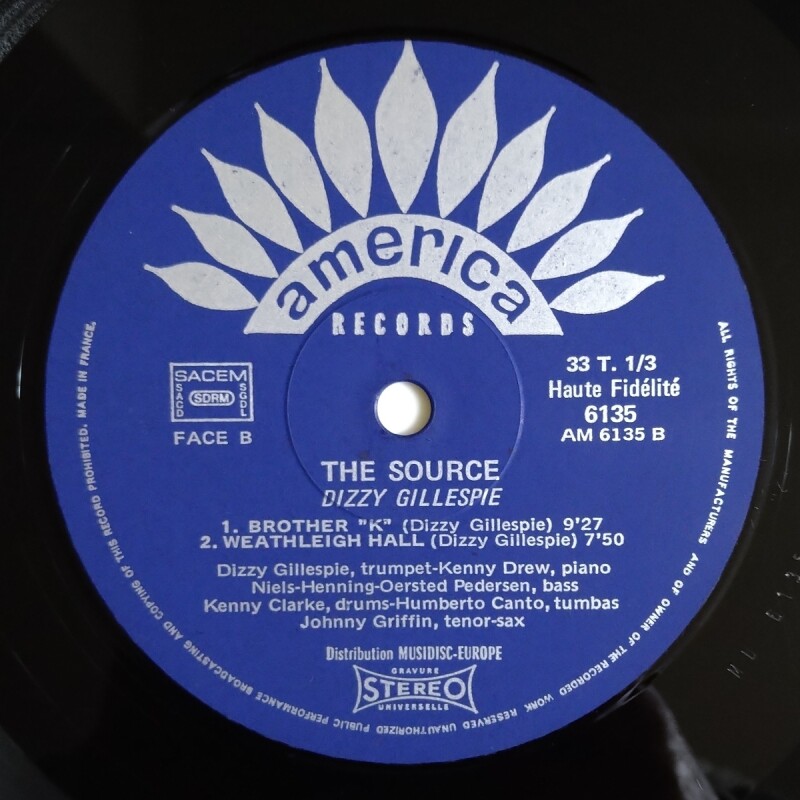 america
RECORDS
SACEM
SACD
SDRM
SGDL
FACE B
33 T. 1/3
Haute Fidélité
6135
AM 6135 B
THE SOURCE
DIZZY GILLESPIE
1. BROTHER "K" (Dizzy Gillespie) 9'27
2. WEATHLEIGH HALL (Dizzy Gillespie) 7'50
Dizzy Gillespie, trumpet-Kenny Drew, piano
Niels-Henning-Oersted Pedersen, bass
Kenny Clarke, drums-Humberto Canto, tumbas
Johnny Griffin, tenor-sax
Distribution MUSIDISC-EUROPE
GRAVURE
STEREO
UNIVERSELLE
ALL RIGHTS OF THE MANUFACTURERS AND OF OWNER OF THE RECORDED WORK RESERVED UNAUTHORIZED PUBLIC PERFORMANCE BROADCASTING AND COPYING OF THIS RECORD PROHIBITED. MADE IN FRANCE.